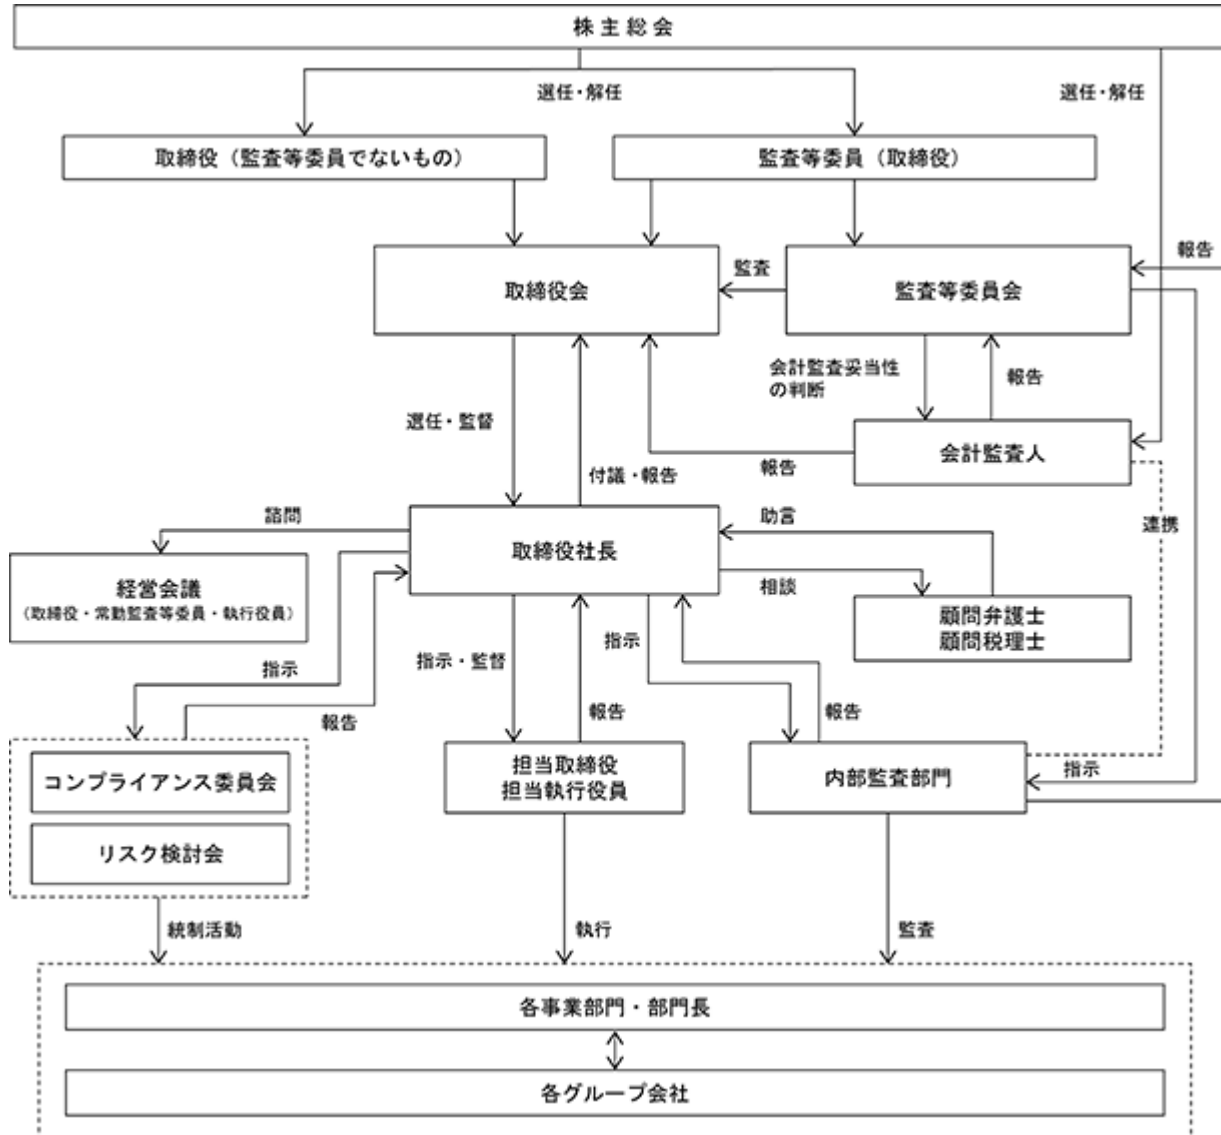 株主総会
選任・解任
選任・解任
取締役（監査等委員でないもの）
監査等委員（取締役）
報告
取締役会
監査
監査等委員会
会計監査妥当性
の判断
報告
選任・監督
付議・報告
報告
会計監査人
諮問
助言
連携
取締役社長
経営会議
（取締役・常勤監査等委員・執行役員）
相談
顧問弁護士
顧問税理士
指示
指示・監督
指示
報告
報告
報告
コンプライアンス委員会
担当取締役
担当執行役員
内部監査部門
指示
リスク検討会
統制活動
執行
監査
各事業部門・部門長
各グループ会社